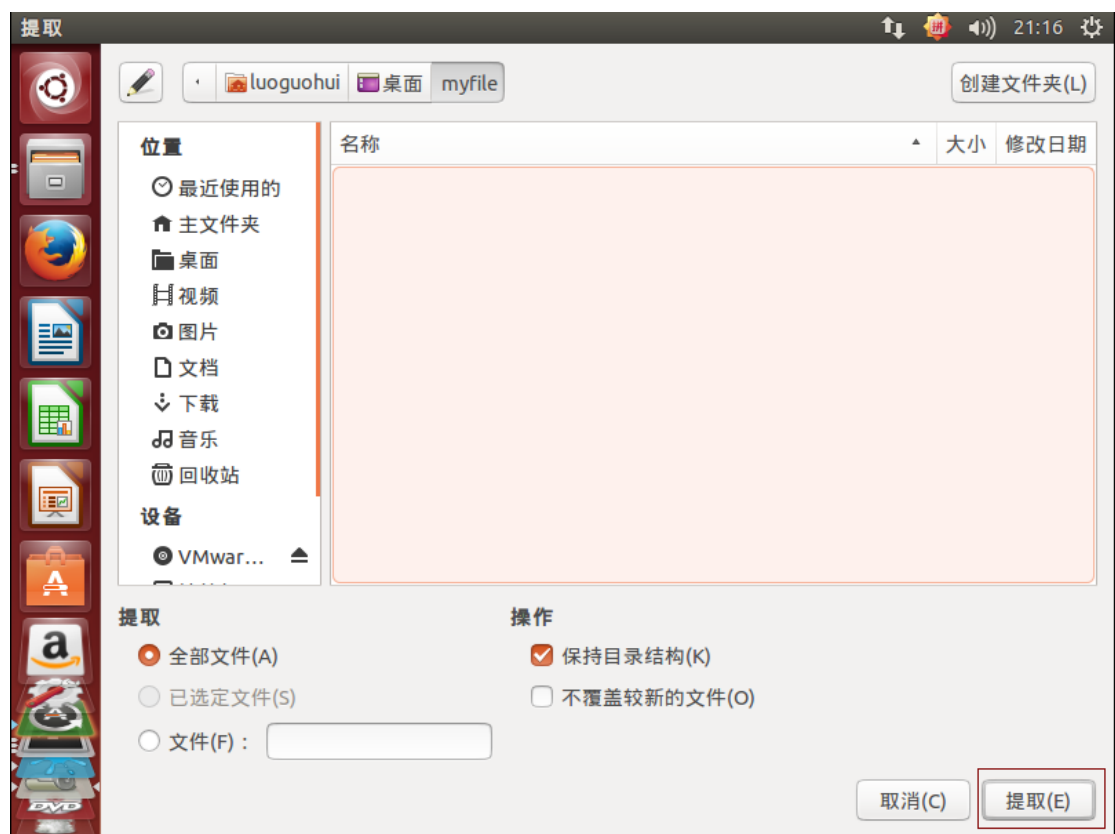 提取
21:16
luoguohui 桌面 myfile
创建文件夹(L)
位置
最近使用的
主文件夹
桌面
视频
图片
文档
下载
音乐
回收站
设备
VMwar...
名称 大小 修改日期
提取
全部文件(A)
已选定文件(S)
文件(F)：
操作
保持目录结构(K)
不覆盖较新的文件(O)
取消(C) 提取(E)
拼
A
a
DVD